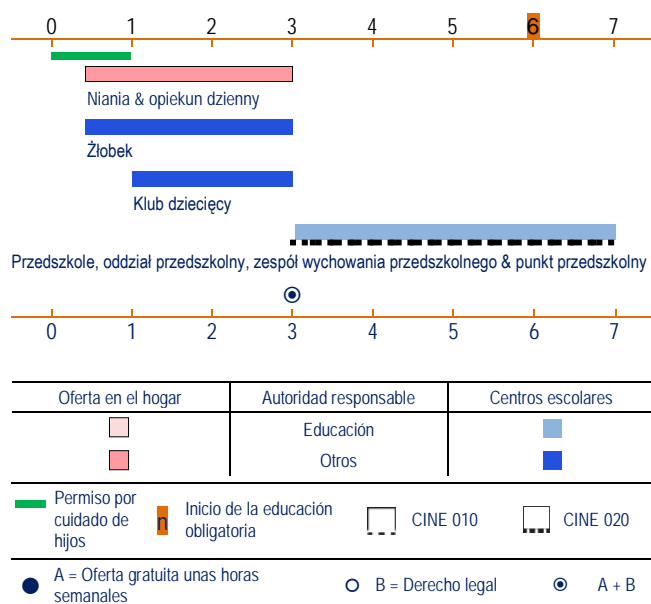 0 1 2 3 4 5 6 7
Niania & opiekun dzienny
Żłobek
Klub dziecięcy
Przedszkole, oddział przedszkolny, zespół wychowania przedszkolnego & punkt przedszkolny
0 1 2 3 4 5 6 7
Oferta en el hogar Autoridad responsable Centros escolares
Educación
Otros
Permiso por
cuidado de
hijos
n
Inicio de la educación
obligatoria
CINE 010
CINE 020
A = Oferta gratuita unas horas
semanales
B = Derecho legal
A + B